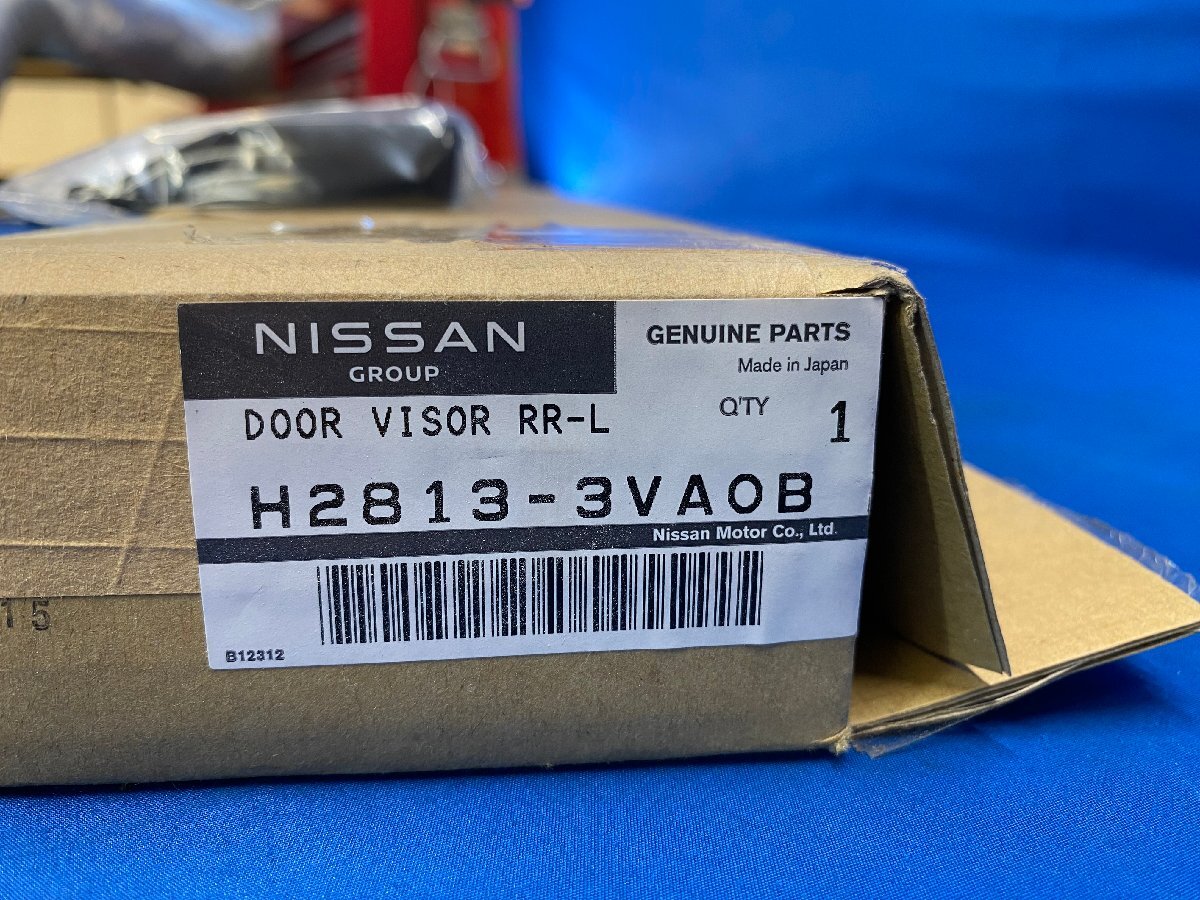 NISSAN
GROUP
GENUINE PARTS
Made in Japan
DOOR VISOR RR-L
Q'TY 1
H2813-3VA0B
Nissan Motor Co., Ltd.
B12312
15